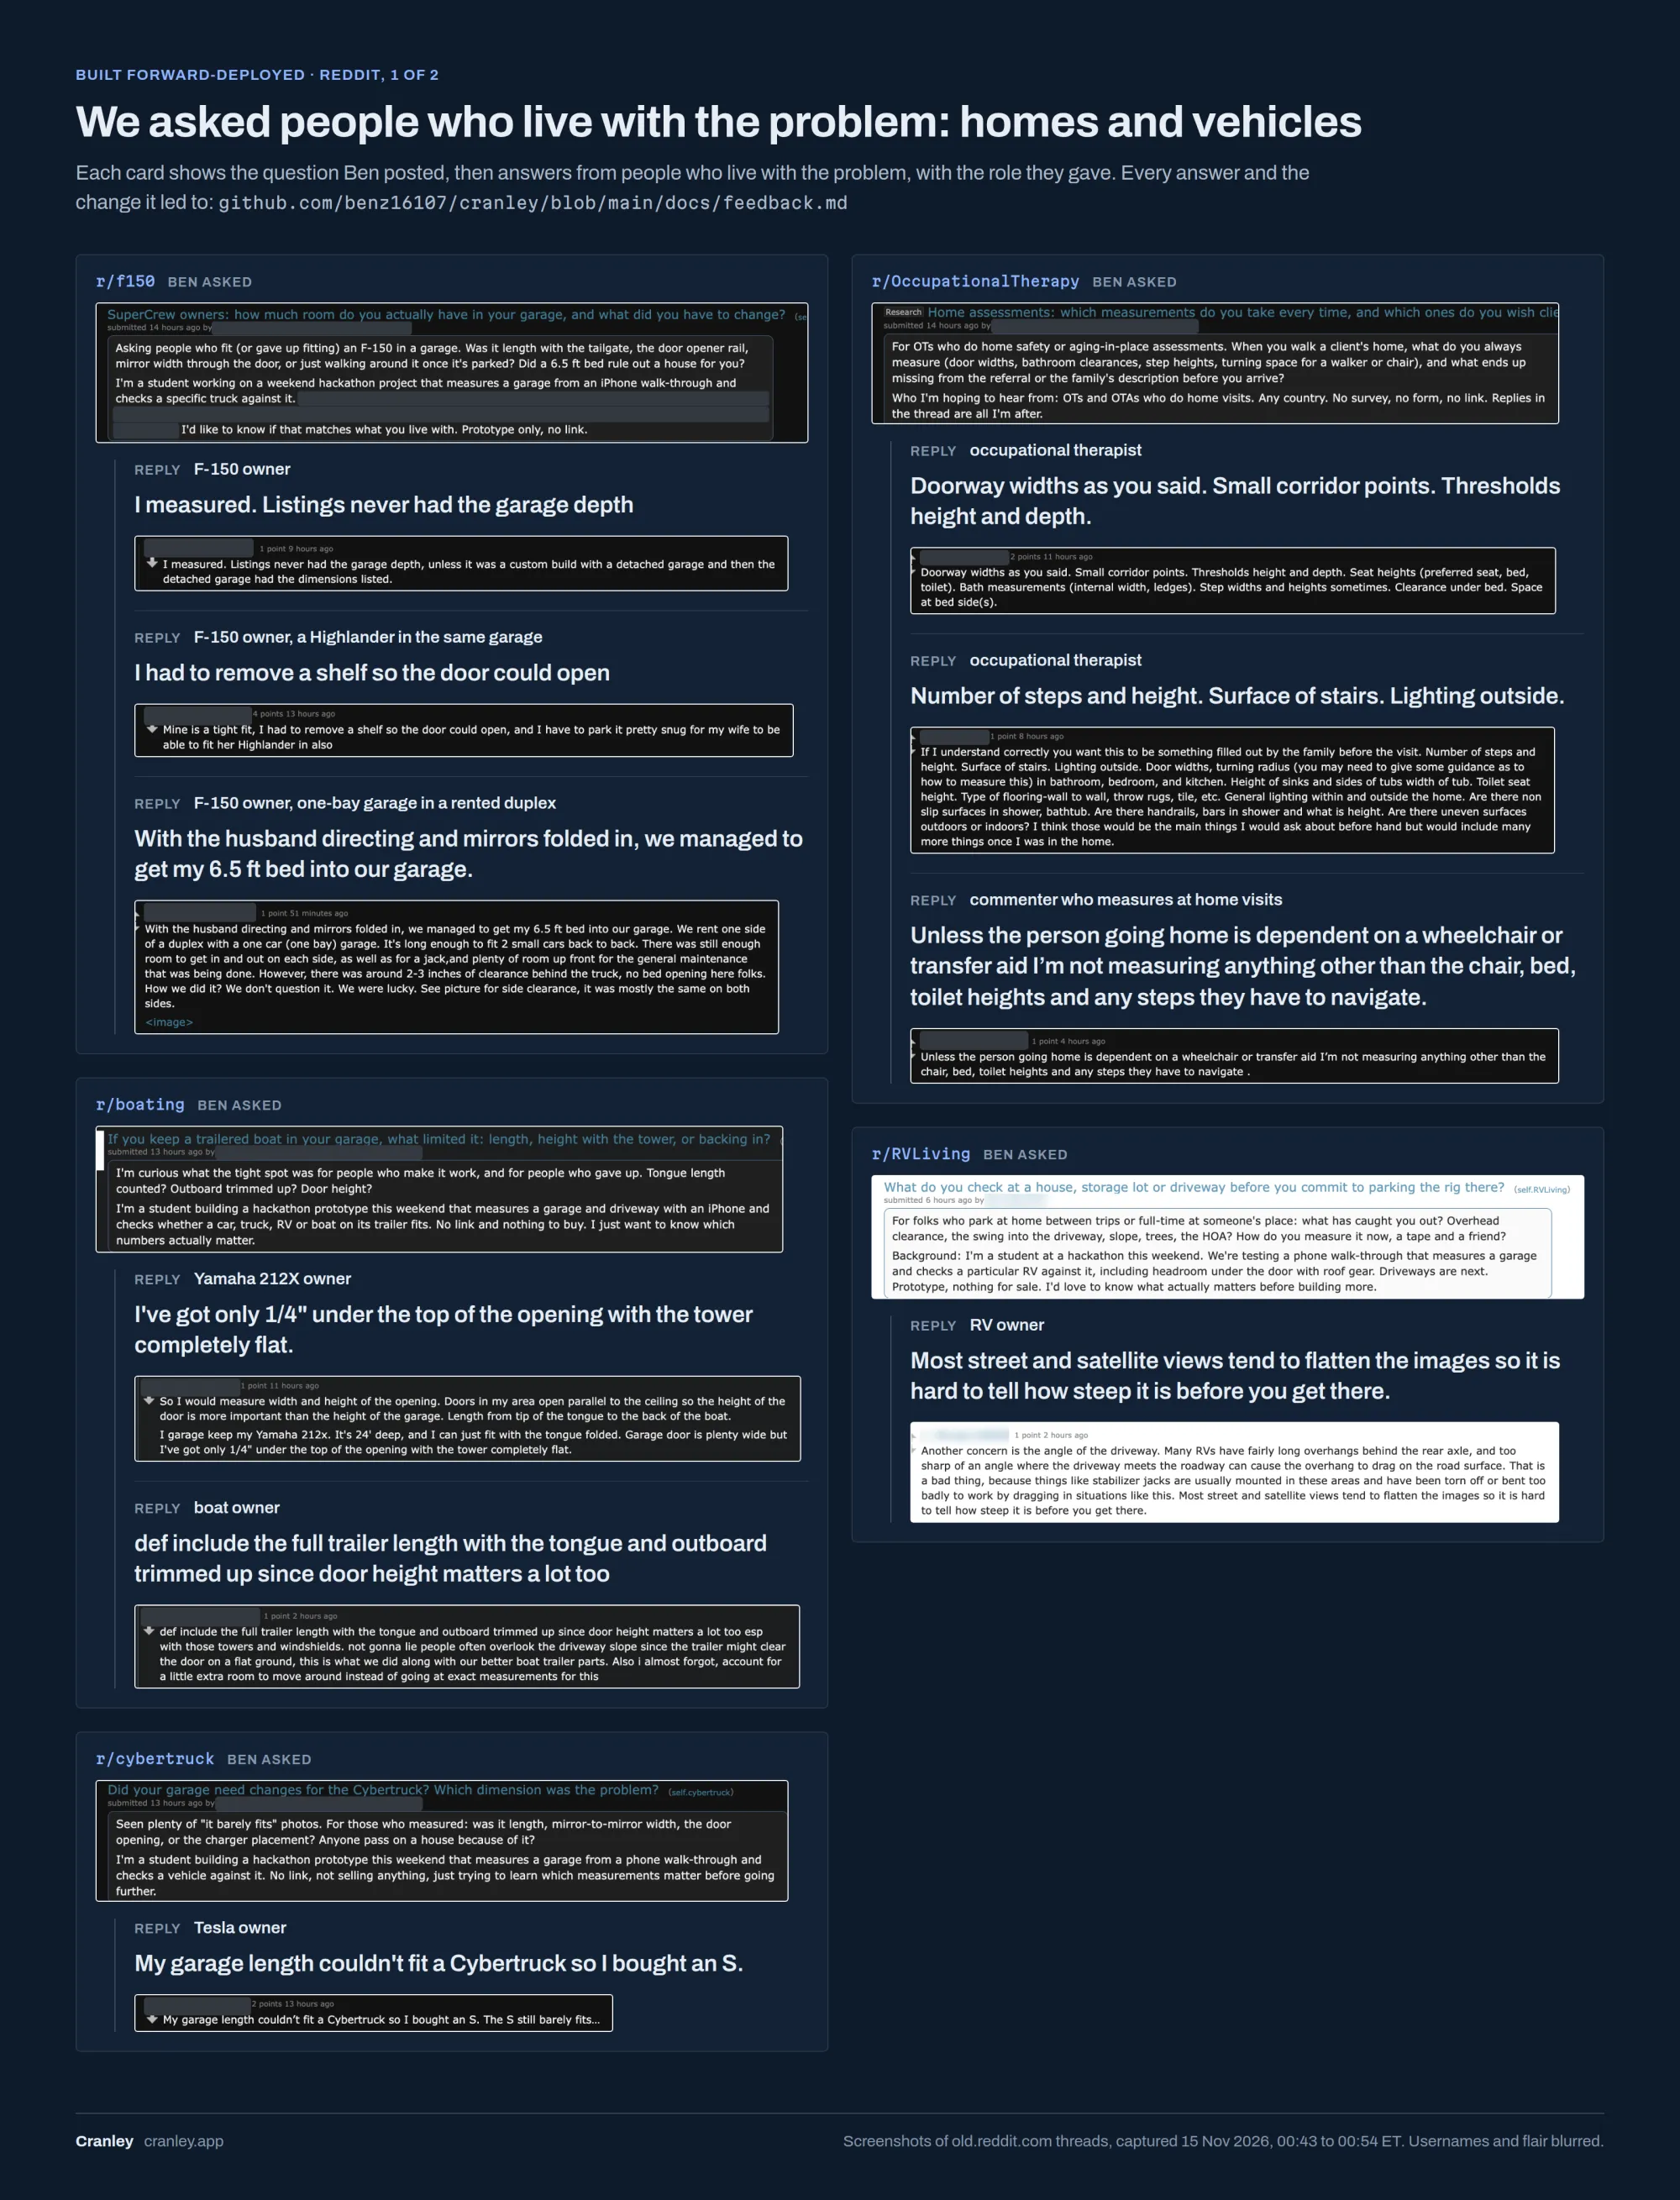 BUILT FORWARD-DEPLOYED · REDDIT, 1 OF 2
We asked people who live with the problem: homes and vehicles
Each card shows the question Ben posted, then answers from people who live with the problem, with the role they gave. Every answer and the
change it led to: github.com/benz16107/cranley/blob/main/docs/feedback.md
r/f150 BEN ASKED
SuperCrew owners: how much room do you actually have in your garage, and what did you have to change? (se
submitted 14 hours ago by
Asking people who fit (or gave up fitting) an F-150 in a garage. Was it length with the tailgate, the door opener rail,
mirror width through the door, or just walking around it once it's parked? Did a 6.5 ft bed rule out a house for you?
I'm a student working on a weekend hackathon project that measures a garage from an iPhone walk-through and
checks a specific truck against it.
I'd like to know if that matches what you live with. Prototype only, no link.
REPLY F-150 owner
I measured. Listings never had the garage depth
1 point 9 hours ago
I measured. Listings never had the garage depth, unless it was a custom build with a detached garage and then the
detached garage had the dimensions listed.
REPLY F-150 owner, a Highlander in the same garage
I had to remove a shelf so the door could open
4 points 13 hours ago
Mine is a tight fit, I had to remove a shelf so the door could open, and I have to park it pretty snug for my wife to be
able to fit her Highlander in also
REPLY F-150 owner, one-bay garage in a rented duplex
With the husband directing and mirrors folded in, we managed to
get my 6.5 ft bed into our garage.
1 point 51 minutes ago
With the husband directing and mirrors folded in, we managed to get my 6.5 ft bed into our garage. We rent one side
of a duplex with a one car (one bay) garage. It's long enough to fit 2 small cars back to back. There was still enough
room to get in and out on each side, as well as for a jack,and plenty of room up front for the general maintenance
that was being done. However, there was around 2-3 inches of clearance behind the truck, no bed opening here folks.
How we did it? We don't question it. We were lucky. See picture for side clearance, it was mostly the same on both
sides.
<image>
r/boating BEN ASKED
If you keep a trailered boat in your garage, what limited it: length, height with the tower, or backing in? (
submitted 13 hours ago by
I'm curious what the tight spot was for people who make it work, and for people who gave up. Tongue length
counted? Outboard trimmed up? Door height?
I'm a student building a hackathon prototype this weekend that measures a garage and driveway with an iPhone and
checks whether a car, truck, RV or boat on its trailer fits. No link and nothing to buy. I just want to know which
numbers actually matter.
REPLY Yamaha 212X owner
I've got only 1/4" under the top of the opening with the tower
completely flat.
1 point 11 hours ago
So I would measure width and height of the opening. Doors in my area open parallel to the ceiling so the height of the
door is more important than the height of the garage. Length from tip of the tongue to the back of the boat.
I garage keep my Yamaha 212x. It's 24' deep, and I can just fit with the tongue folded. Garage door is plenty wide but
I've got only 1/4" under the top of the opening with the tower completely flat.
REPLY boat owner
def include the full trailer length with the tongue and outboard
trimmed up since door height matters a lot too
1 point 2 hours ago
def include the full trailer length with the tongue and outboard trimmed up since door height matters a lot too esp
with those towers and windshields. not gonna lie people often overlook the driveway slope since the trailer might clear
the door on a flat ground, this is what we did along with our better boat trailer parts. Also i almost forgot, account for
a little extra room to move around instead of going at exact measurements for this
r/cybertruck BEN ASKED
Did your garage need changes for the Cybertruck? Which dimension was the problem? (self.cybertruck)
submitted 13 hours ago by
Seen plenty of "it barely fits" photos. For those who measured: was it length, mirror-to-mirror width, the door
opening, or the charger placement? Anyone pass on a house because of it?
I'm a student building a hackathon prototype this weekend that measures a garage from a phone walk-through and
checks a vehicle against it. No link, not selling anything, just trying to learn which measurements matter before going
further.
REPLY Tesla owner
My garage length couldn't fit a Cybertruck so I bought an S.
2 points 13 hours ago
My garage length couldn't fit a Cybertruck so I bought an S. The S still barely fits...
r/OccupationalTherapy BEN ASKED
Research Home assessments: which measurements do you take every time, and which ones do you wish clie
submitted 14 hours ago by
For OTs who do home safety or aging-in-place assessments. When you walk a client's home, what do you always
measure (door widths, bathroom clearances, step heights, turning space for a walker or chair), and what ends up
missing from the referral or the family's description before you arrive?
Who I'm hoping to hear from: OTs and OTAs who do home visits. Any country. No survey, no form, no link. Replies in
the thread are all I'm after.
REPLY occupational therapist
Doorway widths as you said. Small corridor points. Thresholds
height and depth.
2 points 11 hours ago
Doorway widths as you said. Small corridor points. Thresholds height and depth. Seat heights (preferred seat, bed,
toilet). Bath measurements (internal width, ledges). Step widths and heights sometimes. Clearance under bed. Space
at bed side(s).
REPLY occupational therapist
Number of steps and height. Surface of stairs. Lighting outside.
1 point 8 hours ago
If I understand correctly you want this to be something filled out by the family before the visit. Number of steps and
height. Surface of stairs. Lighting outside. Door widths, turning radius (you may need to give some guidance as to
how to measure this) in bathroom, bedroom, and kitchen. Height of sinks and sides of tubs width of tub. Toilet seat
height. Type of flooring-wall to wall, throw rugs, tile, etc. General lighting within and outside the home. Are there non
slip surfaces in shower, bathtub. Are there handrails, bars in shower and what is height. Are there uneven surfaces
outdoors or indoors? I think those would be the main things I would ask about before hand but would include many
more things once I was in the home.
REPLY commenter who measures at home visits
Unless the person going home is dependent on a wheelchair or
transfer aid I’m not measuring anything other than the chair, bed,
toilet heights and any steps they have to navigate.
1 point 4 hours ago
Unless the person going home is dependent on a wheelchair or transfer aid I’m not measuring anything other than the
chair, bed, toilet heights and any steps they have to navigate .
r/RVLiving BEN ASKED
What do you check at a house, storage lot or driveway before you commit to parking the rig there? (self.RVLiving)
submitted 6 hours ago by
For folks who park at home between trips or full-time at someone's place: what has caught you out? Overhead
clearance, the swing into the driveway, slope, trees, the HOA? How do you measure it now, a tape and a friend?
Background: I'm a student at a hackathon this weekend. We're testing a phone walk-through that measures a garage
and checks a particular RV against it, including headroom under the door with roof gear. Driveways are next.
Prototype, nothing for sale. I'd love to know what actually matters before building more.
REPLY RV owner
Most street and satellite views tend to flatten the images so it is
hard to tell how steep it is before you get there.
1 point 2 hours ago
Another concern is the angle of the driveway. Many RVs have fairly long overhangs behind the rear axle, and too
sharp of an angle where the driveway meets the roadway can cause the overhang to drag on the road surface. That is
a bad thing, because things like stabilizer jacks are usually mounted in these areas and have been torn off or bent too
badly to work by dragging in situations like this. Most street and satellite views tend to flatten the images so it is hard
to tell how steep it is before you get there.
Cranley cranley.app
Screenshots of old.reddit.com threads, captured 15 Nov 2026, 00:43 to 00:54 ET. Usernames and flair blurred.